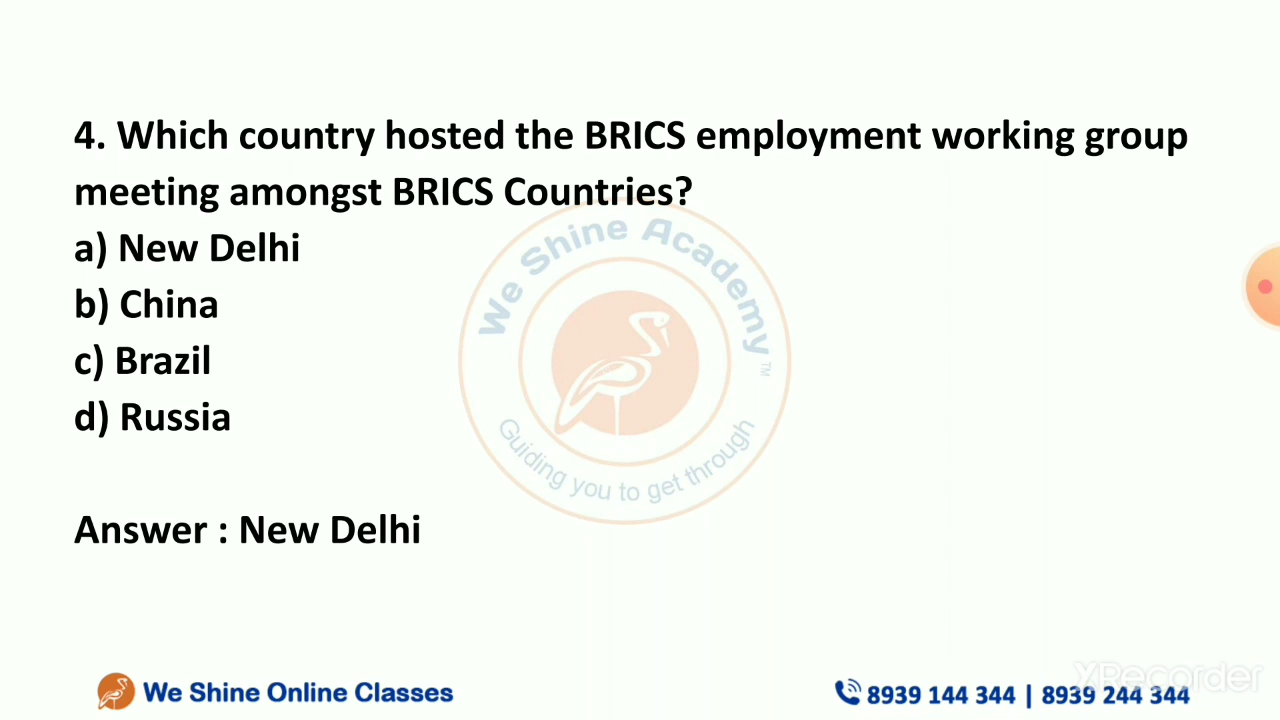 4. Which country hosted the BRICS employment working group
meeting amongst BRICS Countries?
a) New Delhi
b) China
c) Brazil
d) Russia
We Shine Academy TM
Guiding you to get through
Answer : New Delhi
We Shine Online Classes
8939 144 344 | 8939 244 344
XRecorder